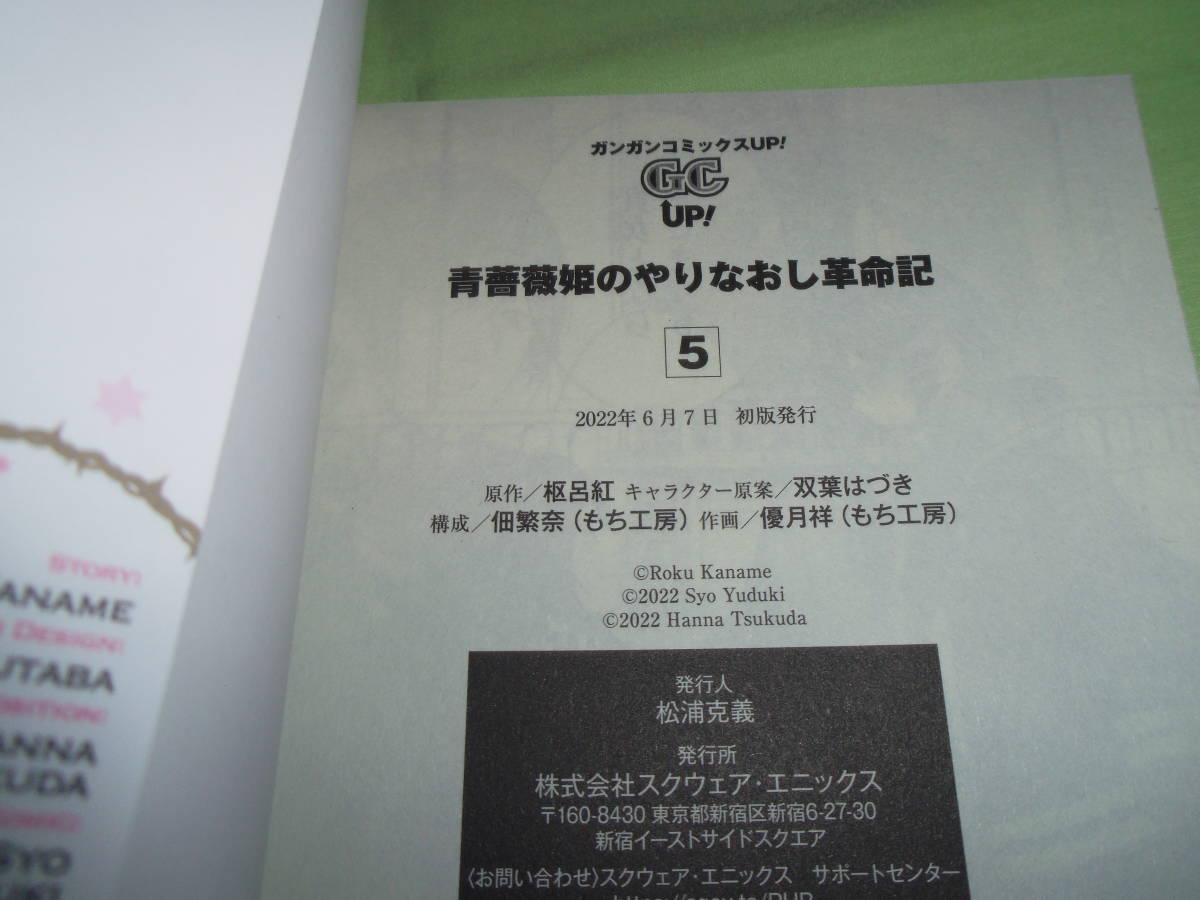 ガンガンコミックスUP!
GC
UP!
青薔薇姫のやりなおし革命記
5
2022年6月7日 初版発行
原作/枢呂紅 キャラクター原案/双葉はづき
構成/佃繁奈(もち工房) 作画/優月祥(もち工房)
©Roku Kaname
©2022 Syo Yuduki
©2022 Hanna Tsukuda
発行人
松浦克義
発行所
株式会社スクウェア・エニックス
〒160-8430 東京都新宿区新宿6-27-30
新宿イーストサイドスクエア
〈お問い合わせ〉スクウェア・エニックス サポートセンター
STORY:
ANAME
DESIGN:
UTABA
OSITION:
ANNA
KUDA
SYO